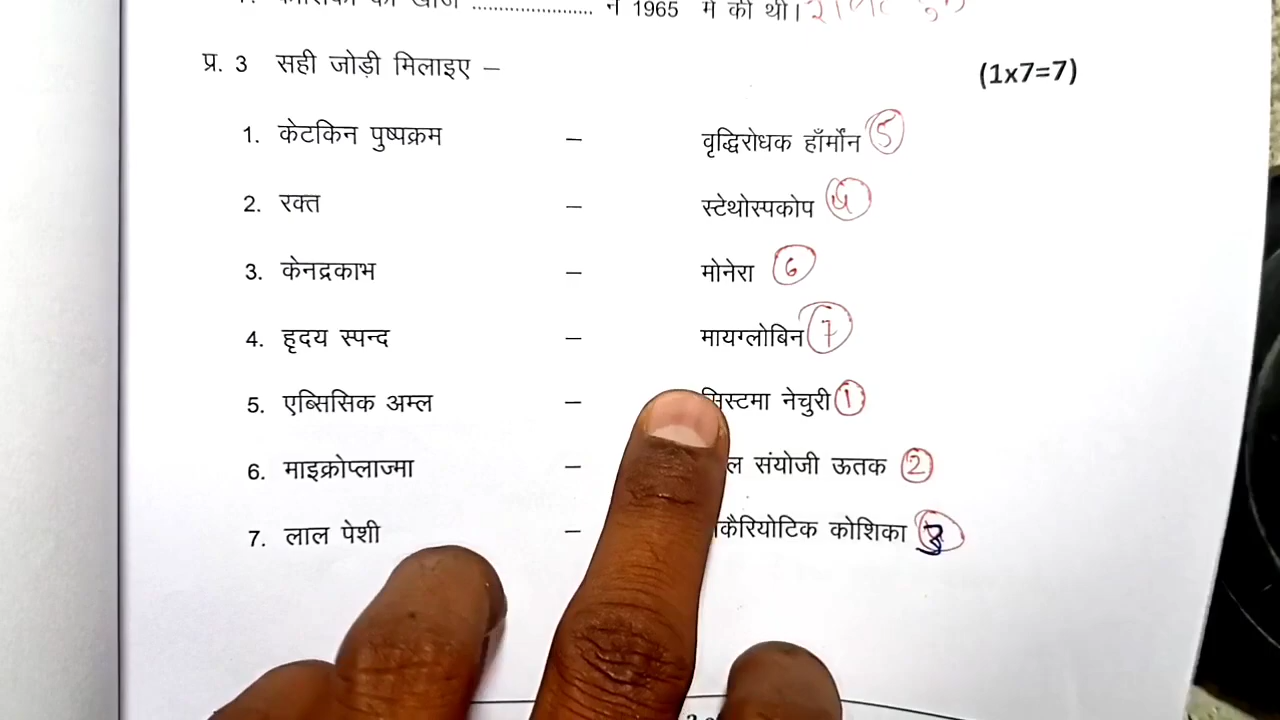 ने 1965 में की थी।
प्र. 3 सही जोड़ी मिलाइए – (1x7=7)
1. केटकिन पुष्पक्रम – वृद्धिरोधक हाँर्मोन 5
2. रक्त – स्टेथोस्पकोप 4
3. केनद्रकाभ – मोनेरा 6
4. हृदय स्पन्द – मायग्लोबिन 7
5. एब्सिसिक अम्ल – सिस्टमा नेचुरी 1
6. माइक्रोप्लाज्मा – संयोजी ऊतक 2
7. लाल पेशी – कोशिका 3